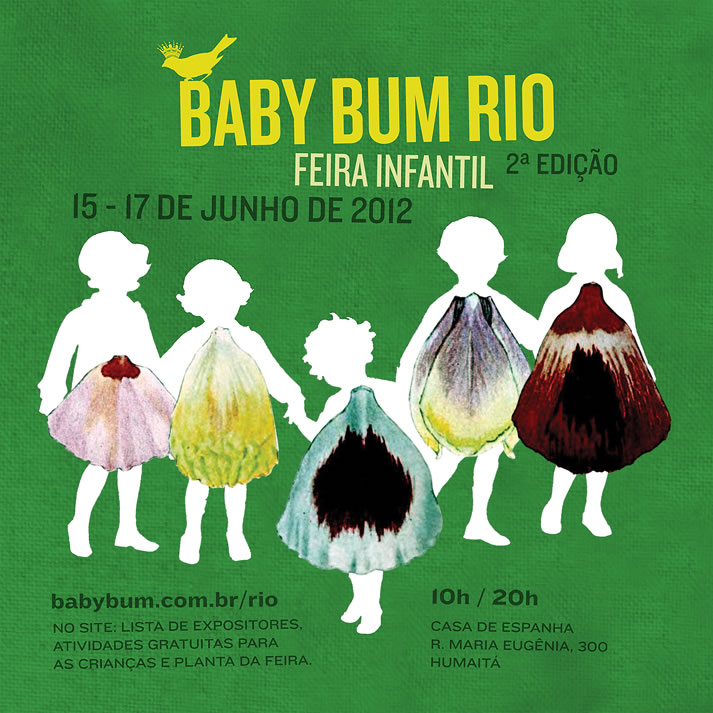 BABY BUM RIO
FEIRA INFANTIL 2ª EDIÇÃO
15 - 17 DE JUNHO DE 2012
babybum.com.br/rio
NO SITE: LISTA DE EXPOSITORES,
ATIVIDADES GRATUITAS PARA
AS CRIANÇAS E PLANTA DA FEIRA.
10h / 20h
CASA DE ESPANHA
R. MARIA EUGÊNIA, 300
HUMAITÁ